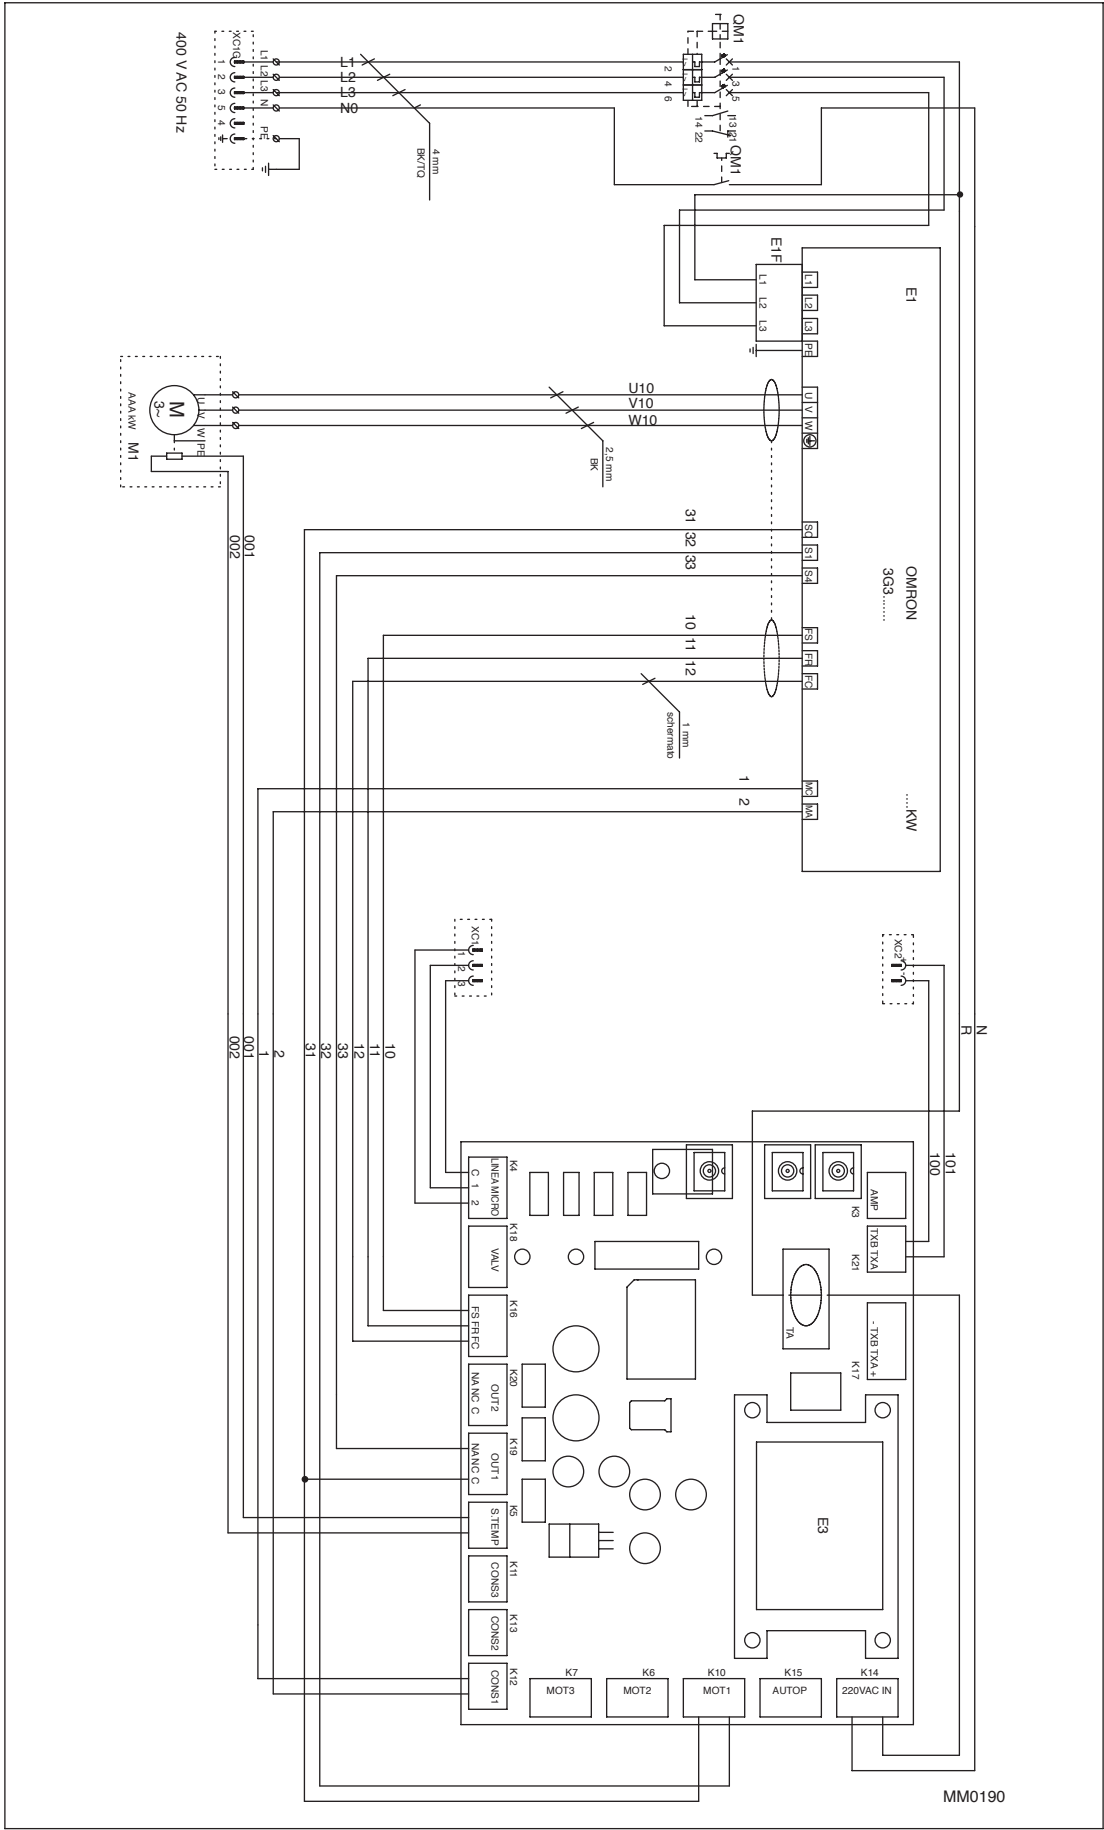 400 V AC 50 Hz
XC1G
1
2
3
5
4
L1
L2
L3
N
PE
L1
L2
L3
N0
4 mm
BK/TQ
QM1
2
4
6
1
3
5
14
13
22
21
QM1
E1F
L1
L2
L3
L1
L2
L3
PE
E1
U
V
W
M
3~
AAA kW
M1
U
V
W
PE
U10
V10
W10
2,5 mm
BK
001
002
31
32
33
SC
S1
S4
OMRON
3G3.......
10
11
12
FS
FR
FC
1 mm
schermato
1
2
MC
MA
....KW
XC1
1
2
3
XC2
N
R
002
001
1
2
31
32
33
12
11
10
101
100
K4
LINEA MICRO
C 1 2
K18
VALV
K16
FS FR FC
K20
OUT2
NA NC C
K19
OUT1
NA NC C
K5
S.TEMP
K11
CONS3
K13
CONS2
K12
CONS1
AMP
K3
TXB TXA
K21
TA
- TXB TXA +
K17
E3
K7
MOT3
K6
MOT2
K10
MOT1
K15
AUTOP
K14
220VAC IN
MM0190